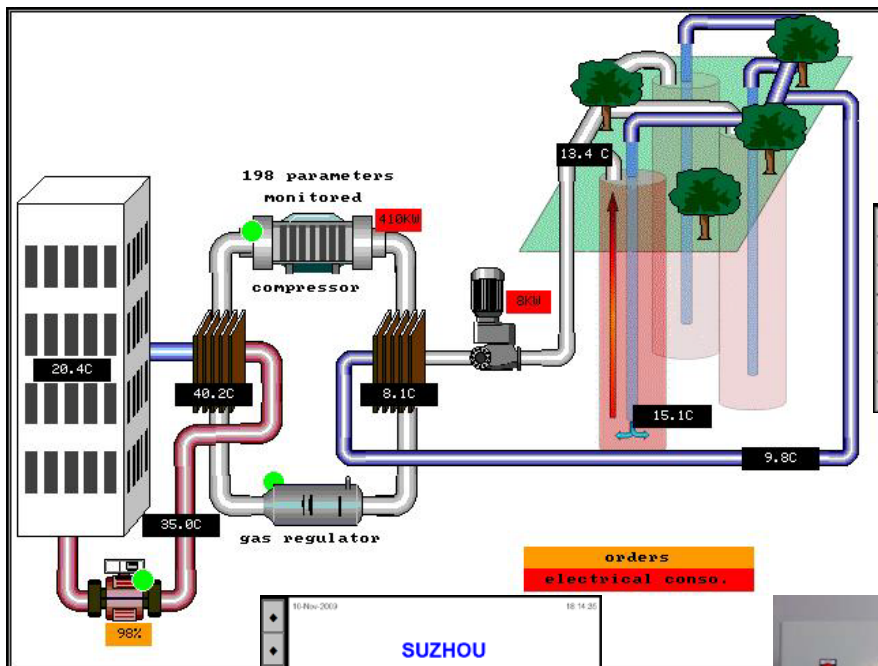 198 parameters
monitored
410KW
compressor
13.4 C
8KW
20.4C
40.2C
8.1C
15.1C
9.8C
35.0C
gas regulator
98%
orders
electrical conso.
10-Nov-2009
18:14:35
SUZHOU